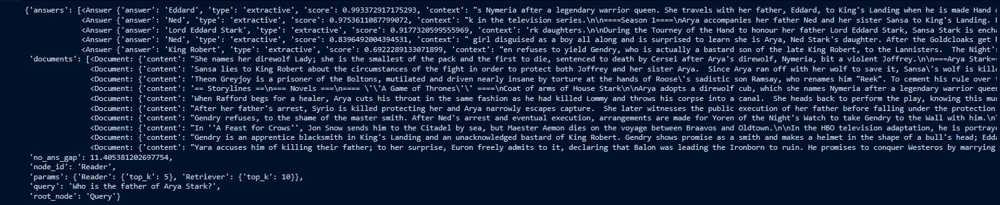 {'answers': [<Answer {'answer': 'Eddard', 'type': 'extractive', 'score': 0.993372917175293, 'context': "s Nymeria after a legendary warrior queen. She travels with her father, Eddard, to King's Landing when he is made Hand
<Answer {'answer': 'Ned', 'type': 'extractive', 'score': 0.9753611087799072, 'context': "k in the television series.\n\n====Season 1====\nArya accompanies her father Ned and her sister Sansa to King's Landing.
<Answer {'answer': 'Lord Eddard Stark', 'type': 'extractive', 'score': 0.9177320599555969, 'context': 'rk daughters.\n\nDuring the Tourney of the Hand to honour her father Lord Eddard Stark, Sansa Stark is
<Answer {'answer': 'Ned', 'type': 'extractive', 'score': 0.8396492004394531, 'context': " girl disguised as a boy all along and is surprised to learn she is Arya, Ned Stark's daughter. After the Goldcloaks get
<Answer {'answer': 'King Robert', 'type': 'extractive', 'score': 0.6922289133071899, 'context': "en refuses to yield Gendry, who is actually a bastard son of the late King Robert, to the Lannisters.  The Night's
'documents': [<Document: {'content': "She names her direwolf Lady; she is the smallest of the pack and the first to die, sentenced to death by Cersei after Arya's direwolf, Nymeria, bit a violent Joffrey.\n\n===Arya Stark==
<Document: {'content': 'Sansa lies to King Robert about the circumstances of the fight in order to protect both Joffrey and her sister Arya.  Since Arya ran off with her wolf to save it, Sansa\'s wolf is
<Document: {'content': 'Theon Greyjoy is a prisoner of the Boltons, mutilated and driven nearly insane by torture at the hands of Roose\'s sadistic son Ramsay, who renames him "Reek". To cement his rule over
<Document: {'content': '== Storylines ==\n=== Novels ===\n==== \'\'A Game of Thrones\'\' ====\nCoat of arms of House Stark\n\nArya adopts a direwolf cub, which she names Nymeria after a legendary warrior
<Document: {'content': 'When Rafford begs for a healer, Arya cuts his throat in the same fashion as he had killed Lommy and throws his corpse into a canal.  She heads back to perform the play, knowing this
<Document: {'content': "After her father's arrest, Syrio is killed protecting her and Arya narrowly escapes capture.  She later witnesses the public execution of her father before falling under the protection
<Document: {'content': "Gendry refuses, to the shame of the master smith. After Ned's arrest and eventual execution, arrangements are made for Yoren of the Night's Watch to take Gendry to the Wall with him.\n
<Document: {'content': "In ''A Feast for Crows'', Jon Snow sends him to the Citadel by sea, but Maester Aemon dies on the voyage between Braavos and Oldtown.\n\nIn the HBO television adaptation, he is
<Document: {'content': "Gendry is an apprentice blacksmith in King's Landing and an unacknowledged bastard of King Robert. Gendry shows promise as a smith and makes a helmet in the shape of a bull's head;
<Document: {'content': "Yara accuses him of killing their father; to her surprise, Euron freely admits to it, declaring that Balon was leading the Ironborn to ruin. He promises to conquer Westeros by marrying
'no_ans_gap': 11.405381202697754,
'node_id': 'Reader',
'params': {'Reader': {'top_k': 5}, 'Retriever': {'top_k': 10}},
'query': 'Who is the father of Arya Stark?',
'root_node': 'Query'}